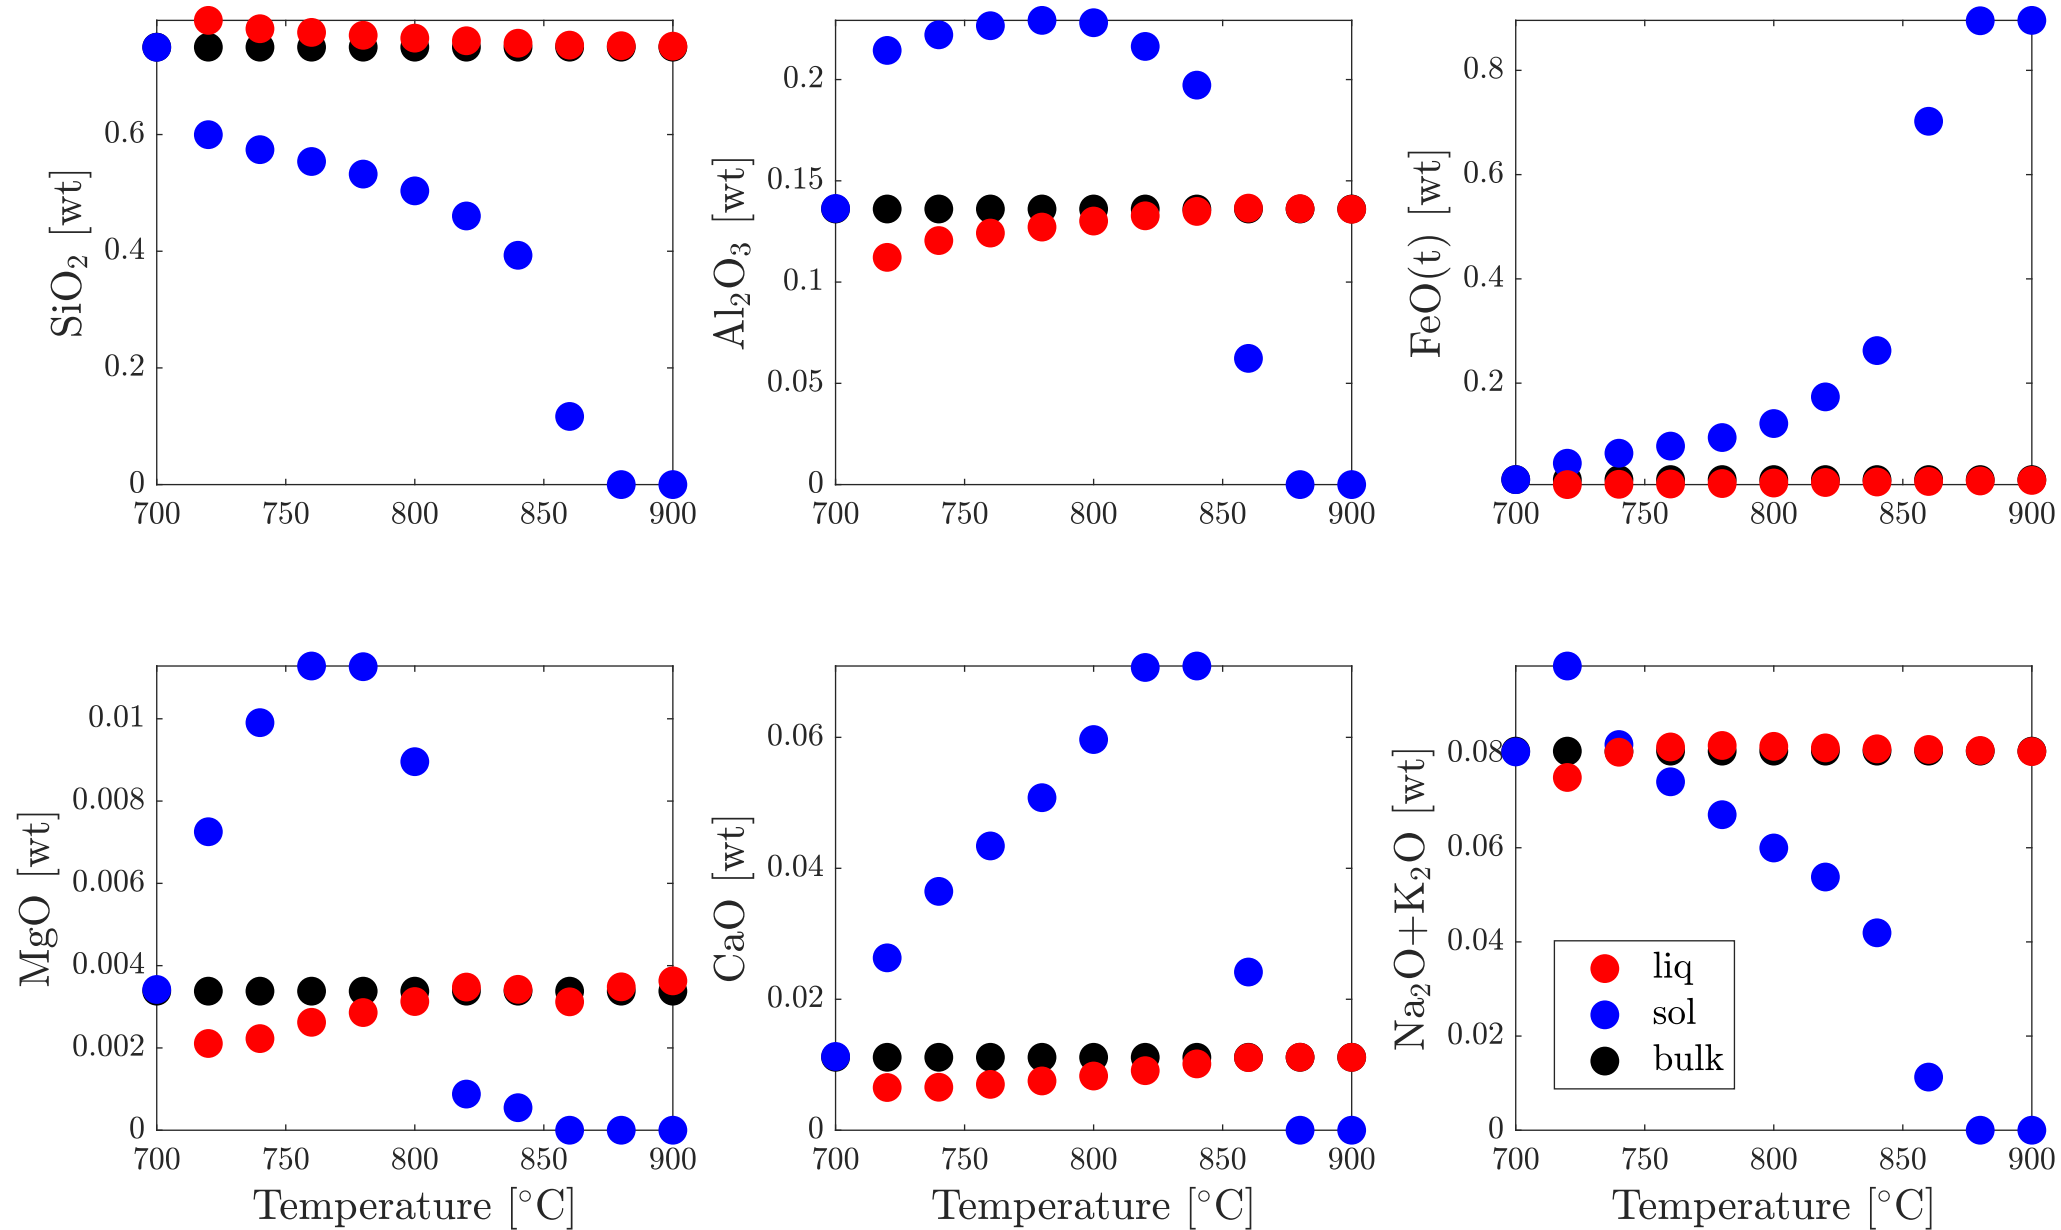 SiO2 [wt]
0.6
0.4
0.2
0
700 750 800 850 900
Al2O3 [wt]
0.2
0.15
0.1
0.05
0
700 750 800 850 900
FeO(t) [wt]
0.8
0.6
0.4
0.2
700 750 800 850 900
MgO [wt]
0.01
0.008
0.006
0.004
0.002
0
700 750 800 850 900
Temperature [°C]
CaO [wt]
0.06
0.04
0.02
0
700 750 800 850 900
Temperature [°C]
Na2O+K2O [wt]
0.08
0.06
0.04
0.02
0
700 750 800 850 900
Temperature [°C]
liq
sol
bulk